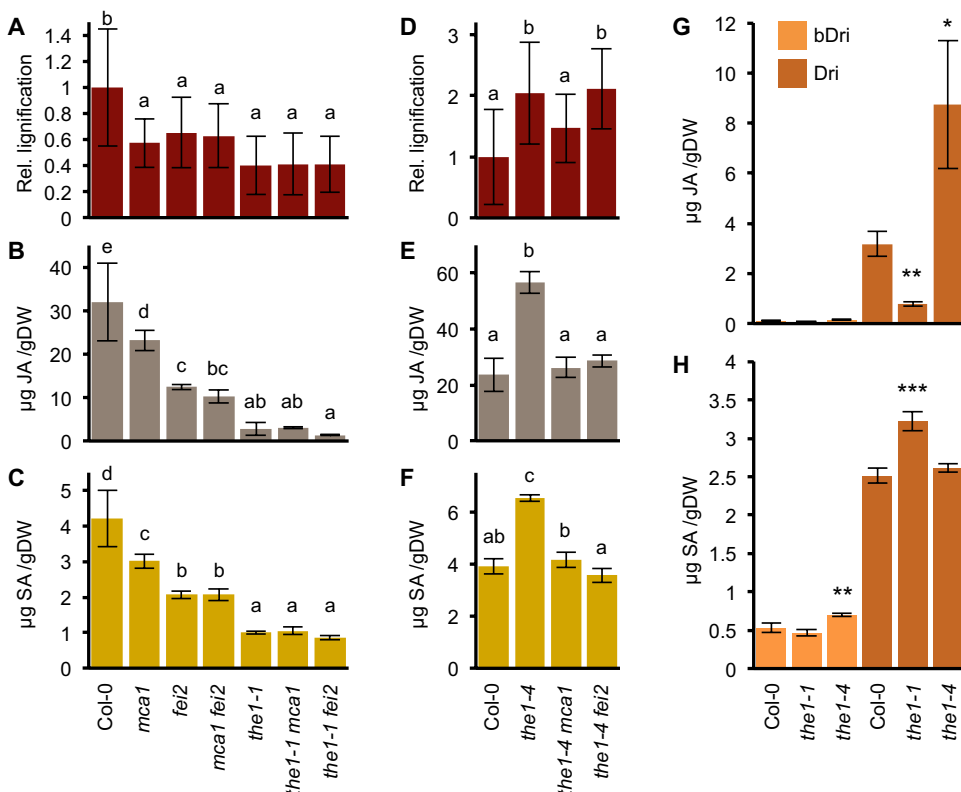 A
Rel. lignification
1.4
1.2
1
0.8
0.6
0.4
0.2
0
b
a
a
a
a
a
a
B
µg JA /gDW
40
30
20
10
0
e
d
c
bc
ab
ab
a
C
µg SA /gDW
5
4
3
2
1
0
d
c
b
b
a
a
a
Col-0
mca1
fei2
mca1 fei2
the1-1
the1-1 mca1
the1-1 fei2
D
Rel. lignification
3
2
1
0
a
b
a
b
E
µg JA /gDW
60
40
20
0
a
b
a
a
F
µg SA /gDW
6
4
2
0
ab
c
b
a
Col-0
the1-4
the1-4 mca1
the1-4 fei2
G
µg JA /gDW
12
10
8
6
4
2
0
bDri
Dri
**
*
H
µg SA /gDW
4
3.5
3
2.5
2
1.5
1
0.5
0
**
***
Col-0
the1-1
the1-4
Col-0
the1-1
the1-4